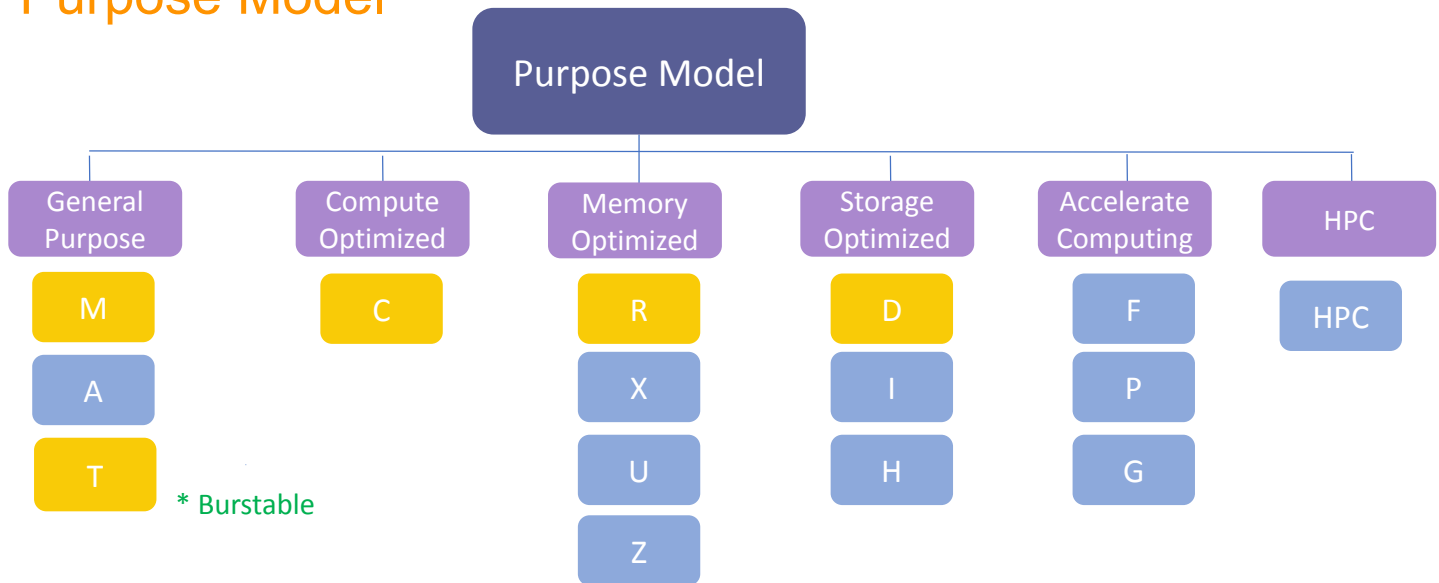 Purpose Model
Purpose Model
General
Purpose
Compute
Optimized
Memory
Optimized
Storage
Optimized
Accelerate
Computing
HPC
M
C
R
D
F
HPC
A
X
I
P
T
U
H
G
* Burstable
Z